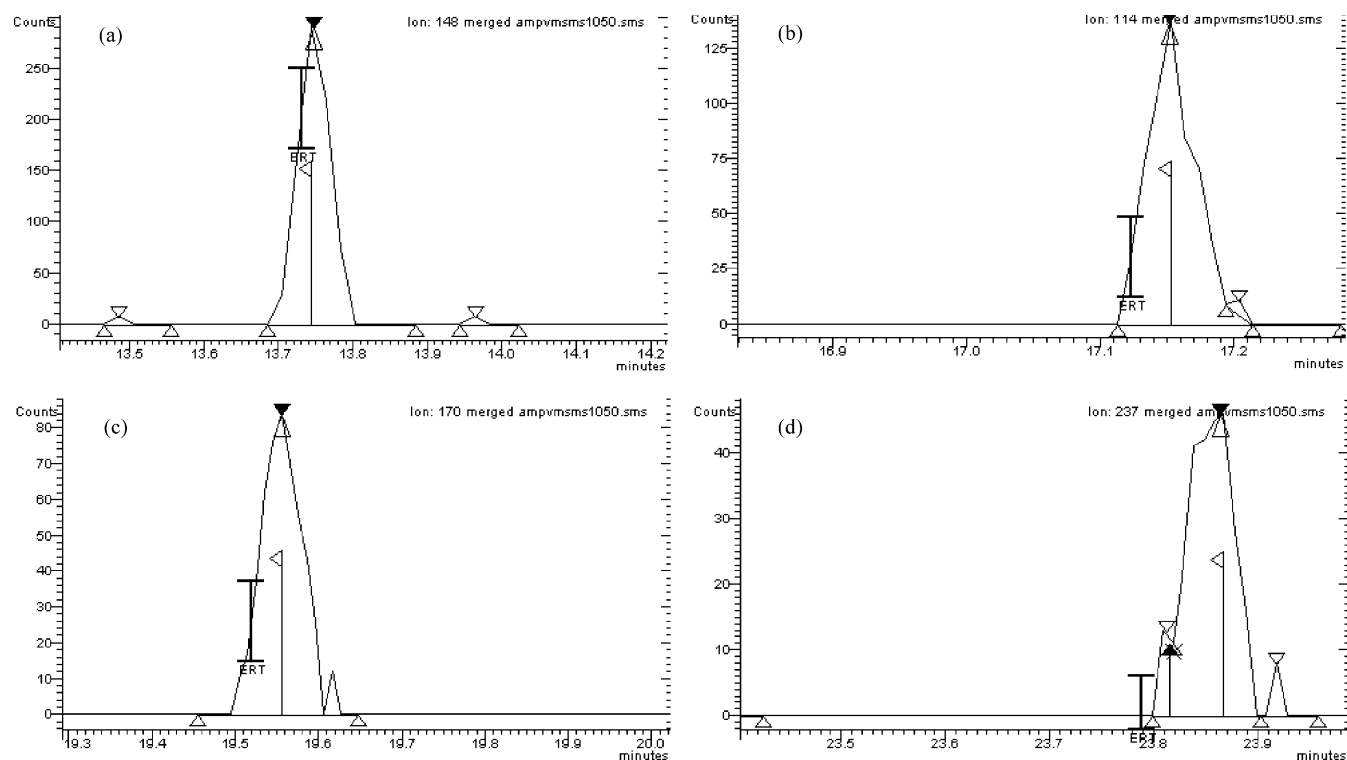 Counts
(a)
Ion: 148 merged ampvmsms1050.sms
250
200
ERT
150
100
50
0
13.5 13.6 13.7 13.8 13.9 14.0 14.1 14.2
minutes
Counts
(b)
Ion: 114 merged ampvmsms1050.sms
125
100
75
50
25
ERT
0
16.9 17.0 17.1 17.2
minutes
Counts
(c)
Ion: 170 merged ampvmsms1050.sms
80
70
60
50
40
30
20
ERT
10
0
19.3 19.4 19.5 19.6 19.7 19.8 19.9 20.0
minutes
Counts
(d)
Ion: 237 merged ampvmsms1050.sms
40
30
20
10
0
ERT
23.5 23.6 23.7 23.8 23.9
minutes